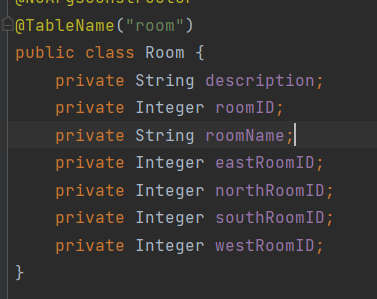 @NoArgsConstructor
@TableName("room")
public class Room {
private String description;
private Integer roomID;
private String roomName;
private Integer eastRoomID;
private Integer northRoomID;
private Integer southRoomID;
private Integer westRoomID;
}